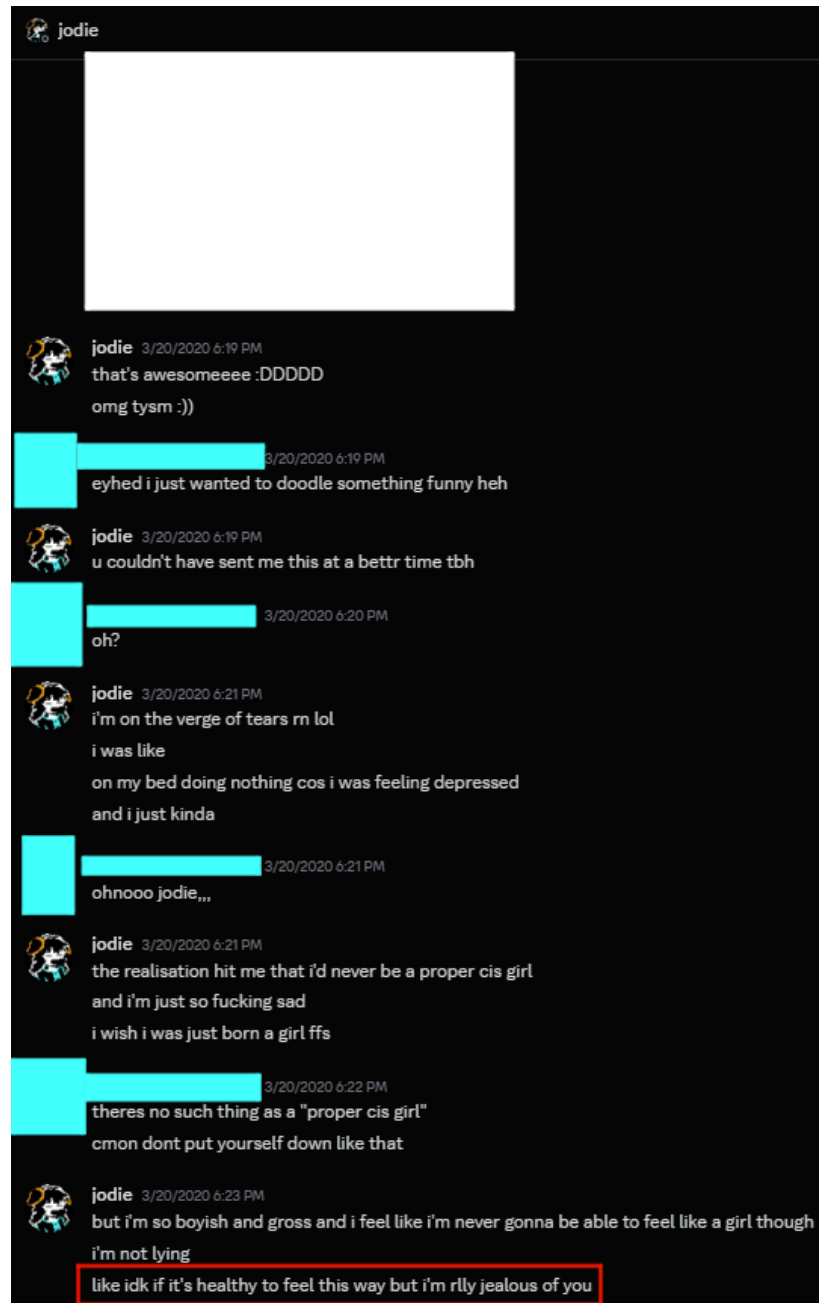 jodie
jodie 3/20/2020 6:19 PM
that's awesomeeee :DDDDD
omg tysm :))
3/20/2020 6:19 PM
eyhed i just wanted to doodle something funny heh
jodie 3/20/2020 6:19 PM
u couldn't have sent me this at a bettr time tbh
3/20/2020 6:20 PM
oh?
jodie 3/20/2020 6:21 PM
i'm on the verge of tears rn lol
i was like
on my bed doing nothing cos i was feeling depressed
and i just kinda
3/20/2020 6:21 PM
ohnooo jodie,,,
jodie 3/20/2020 6:21 PM
the realisation hit me that i'd never be a proper cis girl
and i'm just so fucking sad
i wish i was just born a girl ffs
3/20/2020 6:22 PM
theres no such thing as a "proper cis girl"
cmon dont put yourself down like that
jodie 3/20/2020 6:23 PM
but i'm so boyish and gross and i feel like i'm never gonna be able to feel like a girl though
i'm not lying
like idk if it's healthy to feel this way but i'm rlly jealous of you